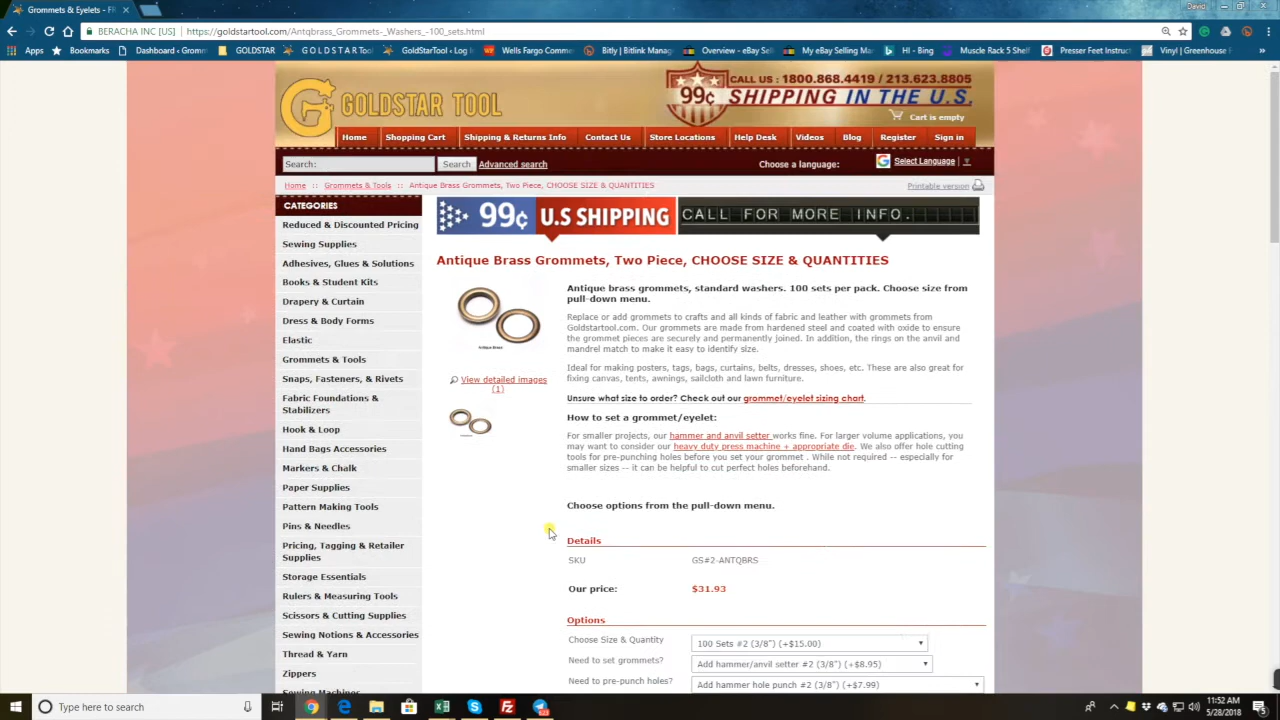 Grommets & Tools / E
David
BERACHA INC [US] | https://goldstartool.com/Antqbrass_Grommets-_Washers_-100_sets.html
Apps
Bookmarks
Dashboard ‹ Gromm
GOLDSTAR
G O L D S T A R T O O L
GoldStarTool - Log In
Wells Fargo Commerc
Bitly | Bitlink Manage
Overview - eBay Sell
My eBay Selling Man
Hi - Bing
Muscle Rack 5 Shelf
Presser Feet Instruct
Vinyl | Greenhouse F
GOLDSTAR TOOL
CALL US : 1800.868.4419 / 213.623.8805
99¢ SHIPPING IN THE U.S.
Cart is empty
Home
Shopping Cart
Shipping & Returns Info
Contact Us
Store Locations
Help Desk
Videos
Blog
Register
Sign in
Search:
Search
Advanced search
Choose a language:
Select Language
Home :: Grommets & Tools :: Antique Brass Grommets, Two Piece, CHOOSE SIZE & QUANTITIES
Printable version
CATEGORIES
Reduced & Discounted Pricing
Sewing Supplies
Adhesives, Glues & Solutions
Books & Student Kits
Drapery & Curtain
Dress & Body Forms
Elastic
Grommets & Tools
Snaps, Fasteners, & Rivets
Fabric Foundations &
Stabilizers
Hook & Loop
Hand Bags Accessories
Markers & Chalk
Paper Supplies
Pattern Making Tools
Pins & Needles
Pricing, Tagging & Retailer
Supplies
Storage Essentials
Rulers & Measuring Tools
Scissors & Cutting Supplies
Sewing Notions & Accessories
Thread & Yarn
Zippers
Sewing Machines
99¢ U.S SHIPPING
CALL FOR MORE INFO.
Antique Brass Grommets, Two Piece, CHOOSE SIZE & QUANTITIES
Antique Brass
View detailed images
(1)
Antique brass grommets, standard washers. 100 sets per pack. Choose size from
pull-down menu.
Replace or add grommets to crafts and all kinds of fabric and leather with grommets from
Goldstartool.com. Our grommets are made from hardened steel and coated with oxide to ensure
the grommet pieces are securely and permanently joined. In addition, the rings on the anvil and
mandrel match to make it easy to identify size.
Ideal for making posters, tags, bags, curtains, belts, dresses, shoes, etc. These are also great for
fixing canvas, tents, awnings, sailcloth and lawn furniture.
Unsure what size to order? Check out our grommet/eyelet sizing chart.
How to set a grommet/eyelet:
For smaller projects, our hammer and anvil setter works fine. For larger volume applications, you
may want to consider our heavy duty press machine + appropriate die. We also offer hole cutting
tools for pre-punching holes before you set your grommet . While not required -- especially for
smaller sizes -- it can be helpful to cut perfect holes beforehand.
Choose options from the pull-down menu.
Details
SKU GS#2-ANTQBRS
Our price: $31.93
Options
Choose Size & Quantity 100 Sets #2 (3/8") (+$15.00)
Need to set grommets? Add hammer/anvil setter #2 (3/8") (+$8.95)
Need to pre-punch holes? Add hammer hole punch #2 (3/8") (+$7.99)
Type here to search
11:52 AM
5/28/2018